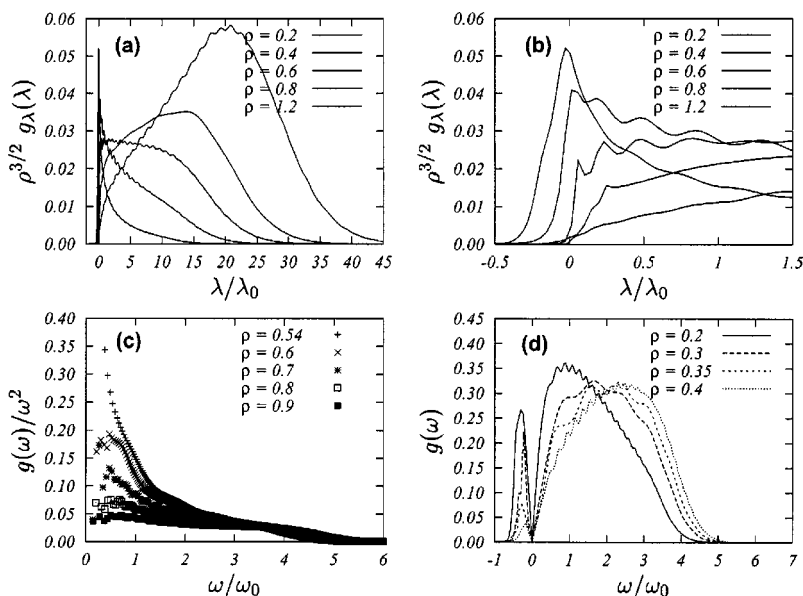 (a)
ρ = 0.2
ρ = 0.4
ρ = 0.6
ρ = 0.8
ρ = 1.2
0.06
0.05
0.04
0.03
0.02
0.01
0.00
ρ^{3/2} g_λ(λ)
0 5 10 15 20 25 30 35 40 45
λ/λ_0
(b)
ρ = 0.2
ρ = 0.4
ρ = 0.6
ρ = 0.8
ρ = 1.2
0.06
0.05
0.04
0.03
0.02
0.01
0.00
ρ^{3/2} g_λ(λ)
-0.5 0 0.5 1 1.5
λ/λ_0
(c)
ρ = 0.54
ρ = 0.6
ρ = 0.7
ρ = 0.8
ρ = 0.9
0.40
0.35
0.30
0.25
0.20
0.15
0.10
0.05
0.00
g(ω)/ω^2
0 1 2 3 4 5 6
ω/ω_0
(d)
ρ = 0.2
ρ = 0.3
ρ = 0.35
ρ = 0.4
0.45
0.40
0.35
0.30
0.25
0.20
0.15
0.10
0.05
0.00
g(ω)
-1 0 1 2 3 4 5 6 7
ω/ω_0